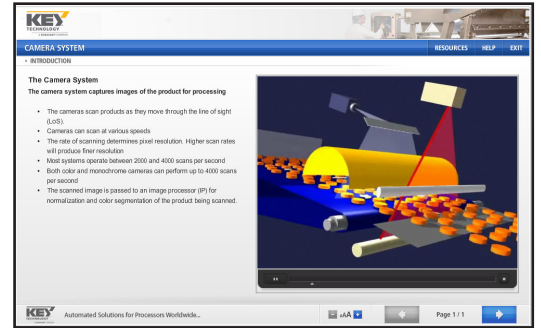 KEY
TECHNOLOGY
CAMERA SYSTEM
RESOURCES HELP EXIT
INTRODUCTION
The Camera System
The camera system captures images of the product for processing
• The cameras scan products as they move through the line of sight
(LoS).
• Cameras can scan at various speeds
• The rate of scanning determines pixel resolution. Higher scan rates
will produce finer resolution
• Most systems operate between 2000 and 4000 scans per second
• Both color and monochrome cameras can perform up to 4000 scans
per second
• The scanned image is passed to an image processor (IP) for
normalization and color segmentation of the product being scanned.
KEY
TECHNOLOGY
Automated Solutions for Processors Worldwide...
AAA
Page 1 / 1